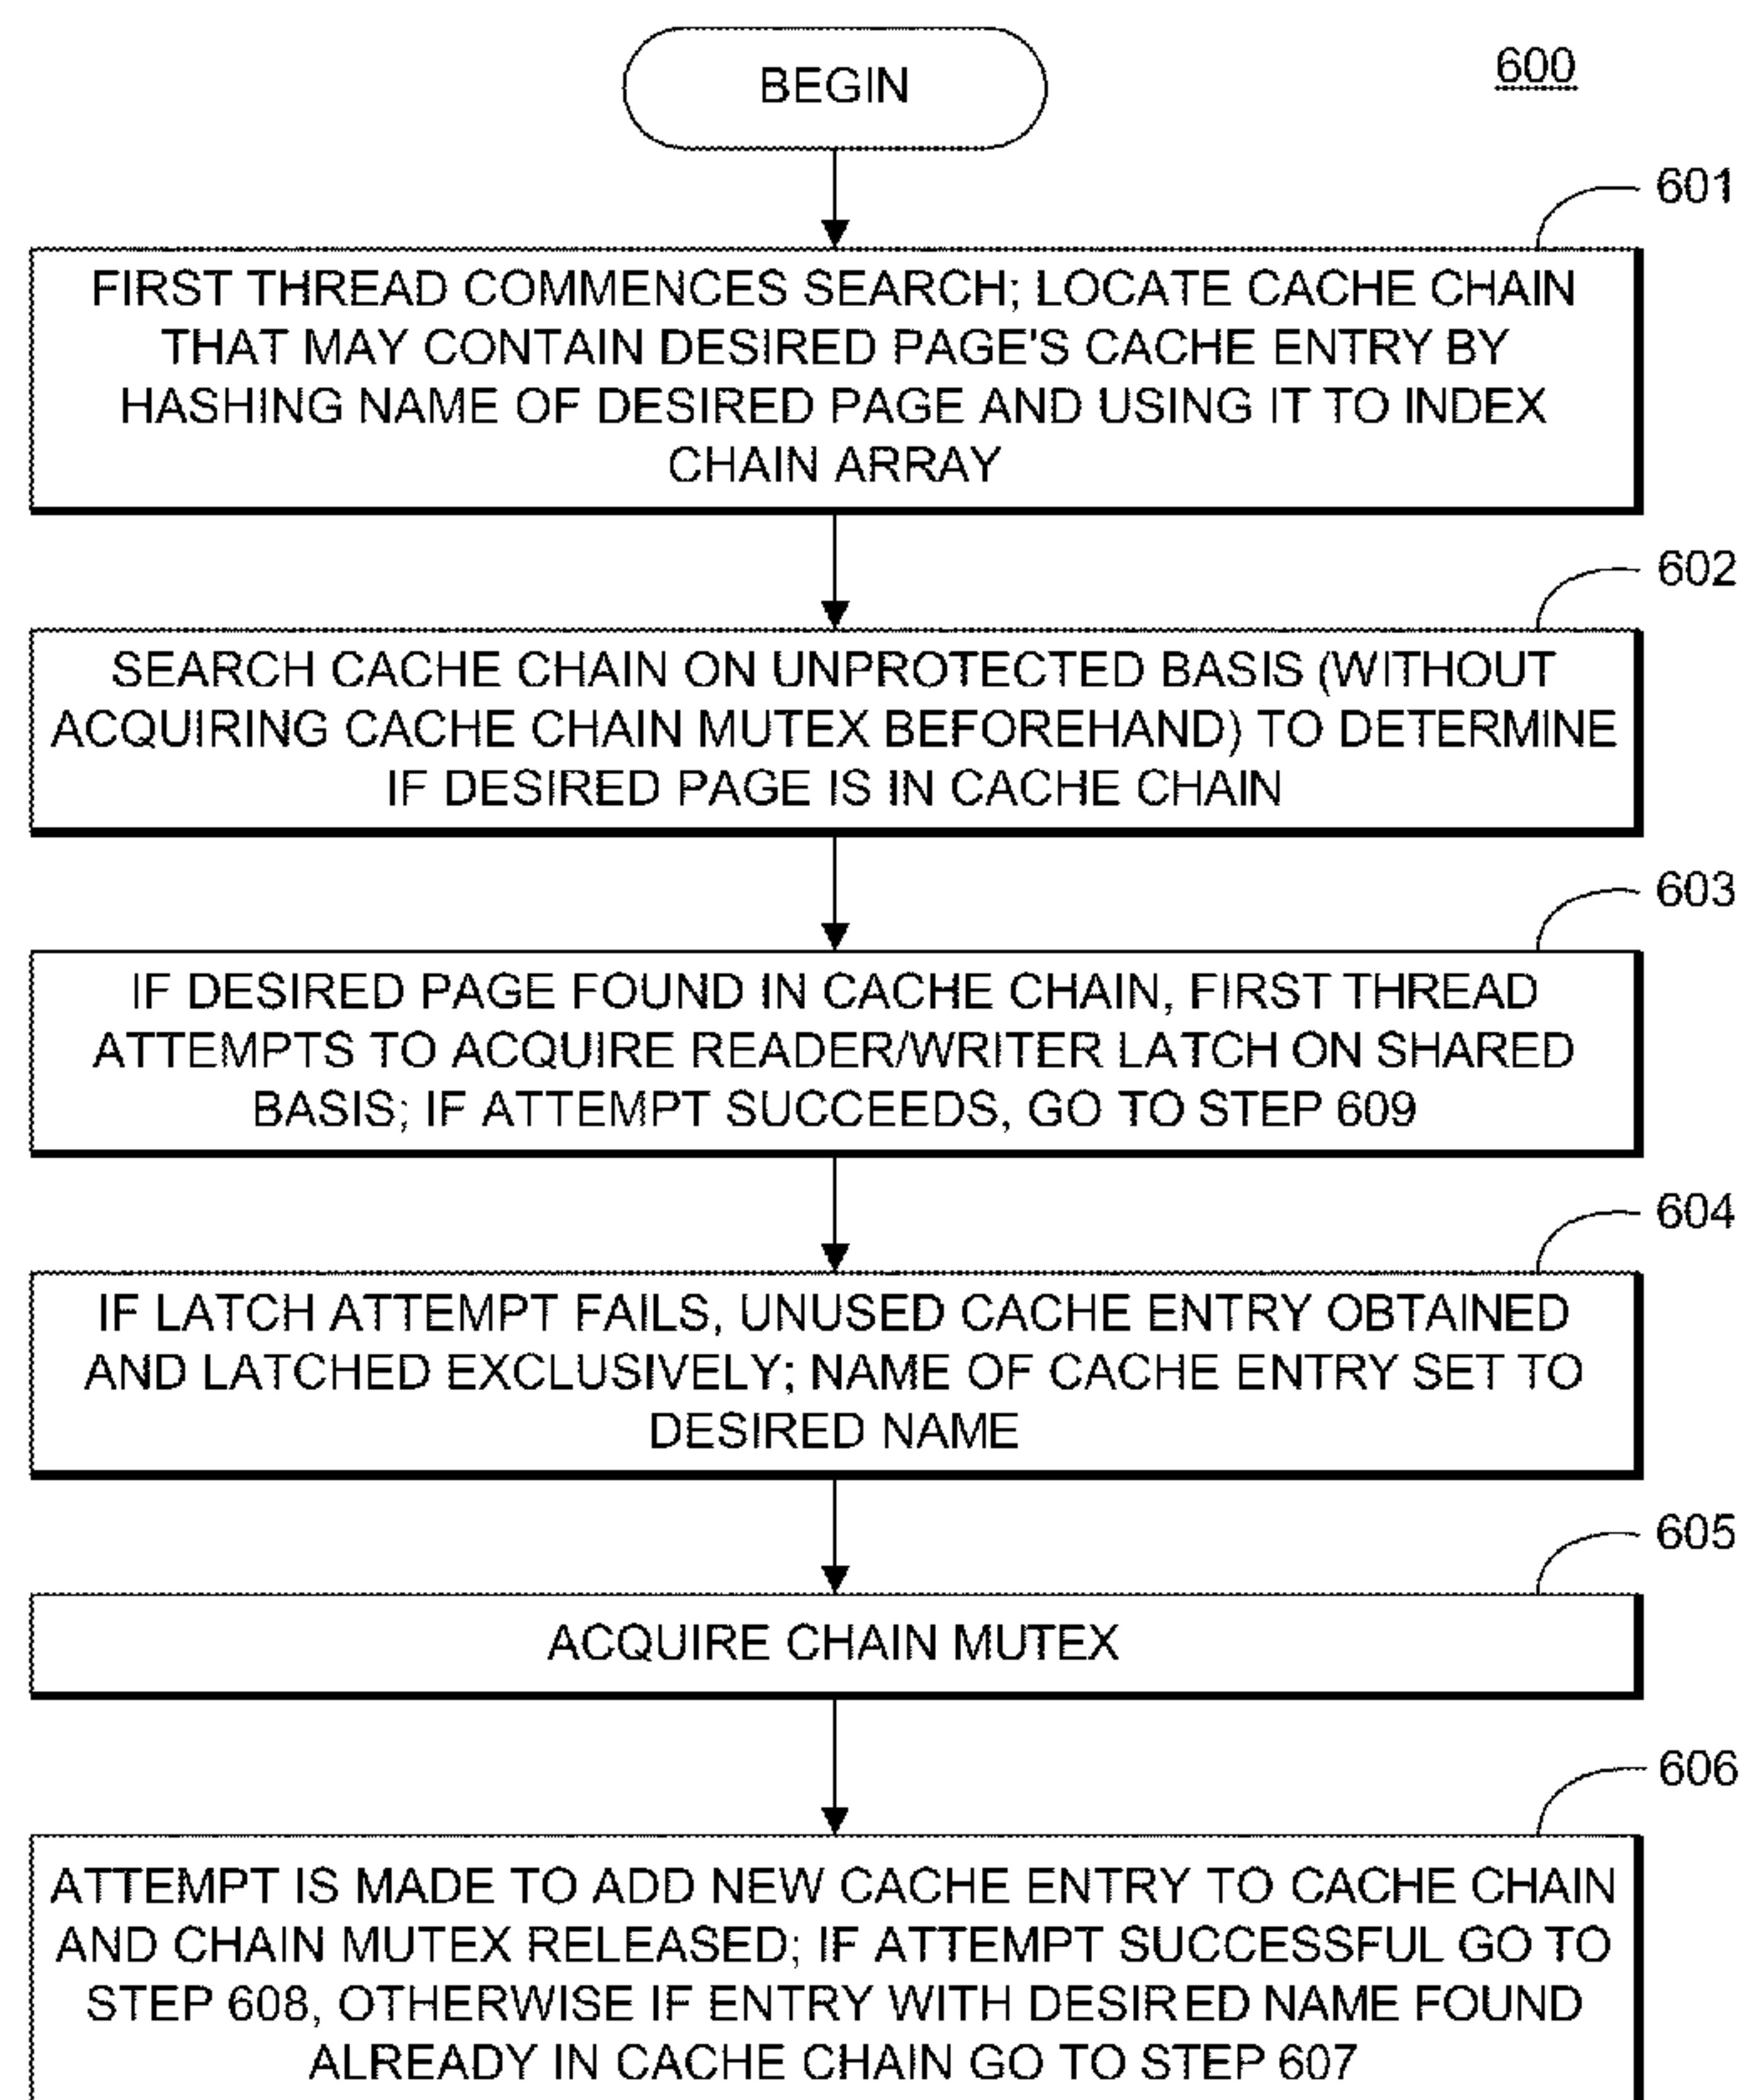 BEGIN
600
601
FIRST THREAD COMMENCES SEARCH; LOCATE CACHE CHAIN
THAT MAY CONTAIN DESIRED PAGE'S CACHE ENTRY BY
HASHING NAME OF DESIRED PAGE AND USING IT TO INDEX
CHAIN ARRAY
602
SEARCH CACHE CHAIN ON UNPROTECTED BASIS (WITHOUT
ACQUIRING CACHE CHAIN MUTEX BEFOREHAND) TO DETERMINE
IF DESIRED PAGE IS IN CACHE CHAIN
603
IF DESIRED PAGE FOUND IN CACHE CHAIN, FIRST THREAD
ATTEMPTS TO ACQUIRE READER/WRITER LATCH ON SHARED
BASIS; IF ATTEMPT SUCCEEDS, GO TO STEP 609
604
IF LATCH ATTEMPT FAILS, UNUSED CACHE ENTRY OBTAINED
AND LATCHED EXCLUSIVELY; NAME OF CACHE ENTRY SET TO
DESIRED NAME
605
ACQUIRE CHAIN MUTEX
606
ATTEMPT IS MADE TO ADD NEW CACHE ENTRY TO CACHE CHAIN
AND CHAIN MUTEX RELEASED; IF ATTEMPT SUCCESSFUL GO TO
STEP 608, OTHERWISE IF ENTRY WITH DESIRED NAME FOUND
ALREADY IN CACHE CHAIN GO TO STEP 607